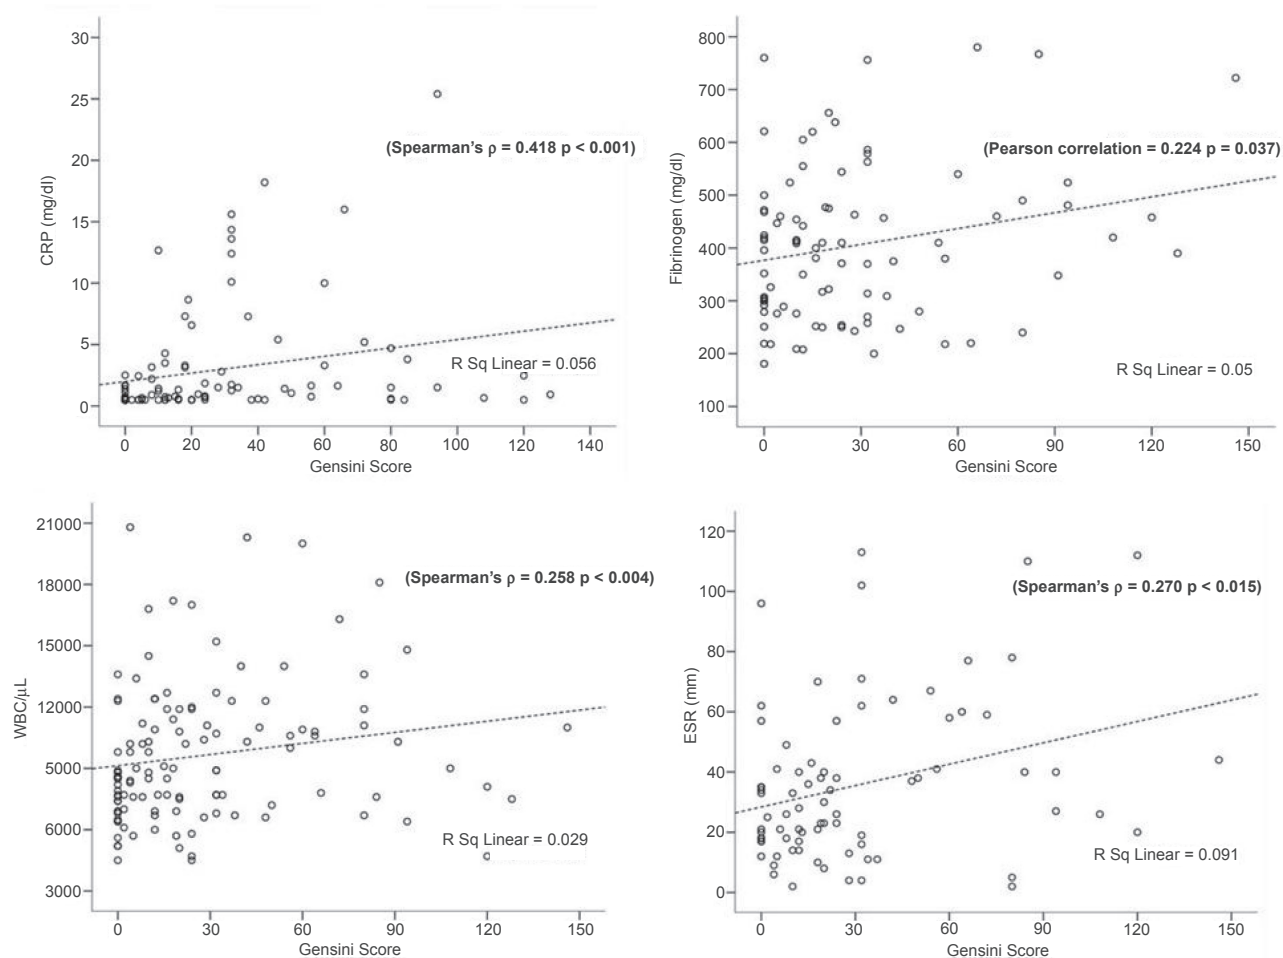 30
25
20
15
10
5
0
CRP (mg/dl)
(Spearman's ρ = 0.418 p < 0.001)
R Sq Linear = 0.056
0 20 40 60 80 100 120 140
Gensini Score
800
700
600
500
400
300
200
100
Fibrinogen (mg/dl)
(Pearson correlation = 0.224 p = 0.037)
R Sq Linear = 0.05
0 30 60 90 120 150
Gensini Score
21000
18000
15000
12000
5000
6000
3000
WBC/μL
(Spearman's ρ = 0.258 p < 0.004)
R Sq Linear = 0.029
0 30 60 90 120 150
Gensini Score
120
100
80
60
40
20
0
ESR (mm)
(Spearman's ρ = 0.270 p < 0.015)
R Sq Linear = 0.091
0 30 60 90 120 150
Gensini Score